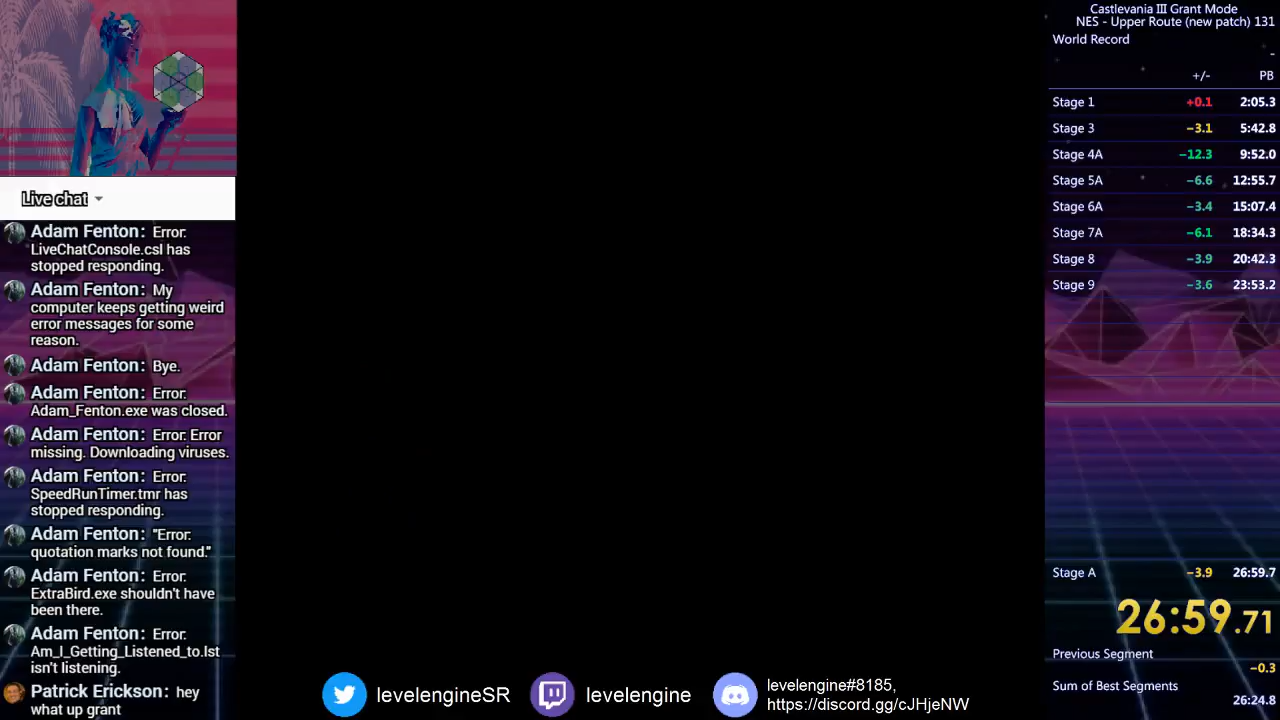 Live chat
Adam Fenton: Error:
LiveChatConsole.csl has
stopped responding.
Adam Fenton: My
computer keeps getting weird
error messages for some
reason.
Adam Fenton: Bye.
Adam Fenton: Error:
Adam_Fenton.exe was closed.
Adam Fenton: Error: Error
missing. Downloading viruses.
Adam Fenton: Error:
SpeedRunTimer.tmr has
stopped responding.
Adam Fenton: "Error:
quotation marks not found."
Adam Fenton: Error:
ExtraBird.exe shouldn't have
been there.
Adam Fenton: Error:
Am_I_Getting_Listened_to.lst
isn't listening.
Patrick Erickson: hey
what up grant
levelengineSR
levelengine
levelengine#8185,
https://discord.gg/cJHjeNW
Castlevania III Grant Mode
NES - Upper Route (new patch) 131
World Record
-
+/- PB
Stage 1 +0.1 2:05.3
Stage 3 −3.1 5:42.8
Stage 4A −12.3 9:52.0
Stage 5A −6.6 12:55.7
Stage 6A −3.4 15:07.4
Stage 7A −6.1 18:34.3
Stage 8 −3.9 20:42.3
Stage 9 −3.6 23:53.2
Stage A −3.9 26:59.7
26:59.71
Previous Segment
−0.3
Sum of Best Segments
26:24.8